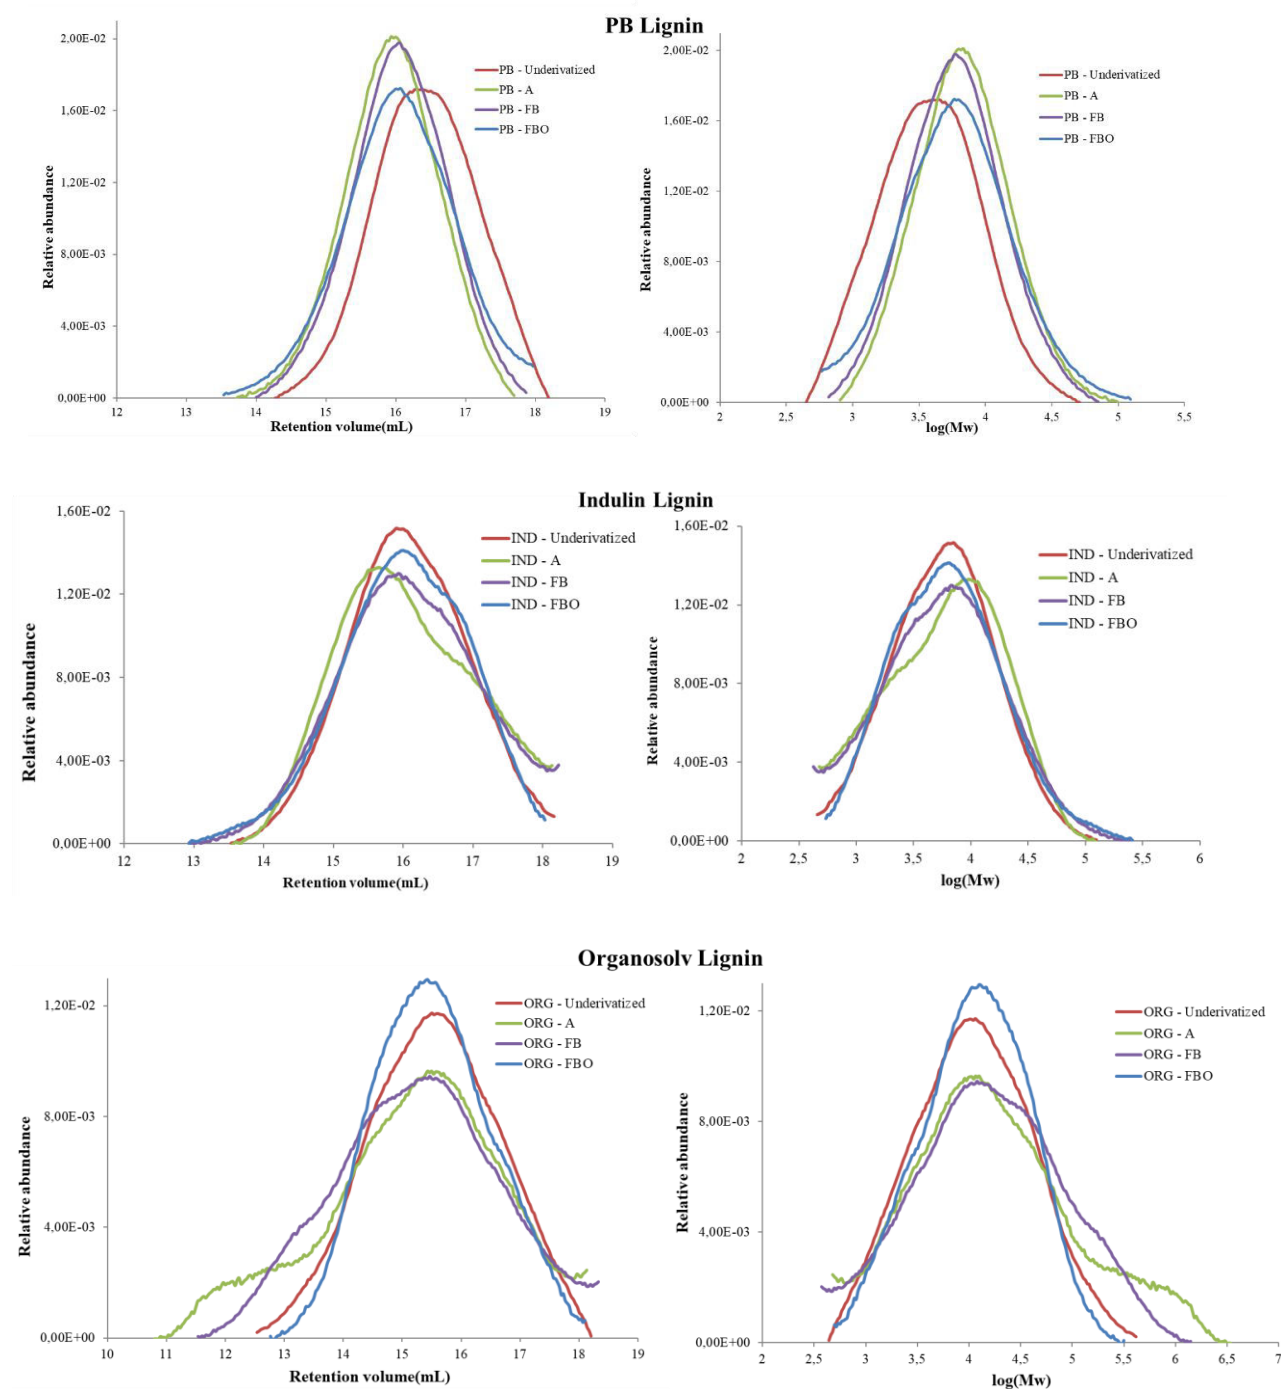 PB Lignin
2,00E-02
1,60E-02
1,20E-02
8,00E-03
4,00E-03
0,00E+00
Relative abundance
PB - Underivatized
PB - A
PB - FB
PB - FBO
12 13 14 15 16 17 18 19
Retention volume(mL)
2,00E-02
1,60E-02
1,20E-02
8,00E-03
4,00E-03
0,00E+00
Relative abundance
PB - Underivatized
PB - A
PB - FB
PB - FBO
2 2,5 3 3,5 4 4,5 5 5,5
log(Mw)
Indulin Lignin
1,60E-02
1,20E-02
8,00E-03
4,00E-03
0,00E+00
Relative abundance
IND - Underivatized
IND - A
IND - FB
IND - FBO
12 13 14 15 16 17 18 19
Retention volume(mL)
1,60E-02
1,20E-02
8,00E-03
4,00E-03
0,00E+00
Relative abundance
IND - Underivatized
IND - A
IND - FB
IND - FBO
2 2,5 3 3,5 4 4,5 5 5,5 6
log(Mw)
Organosolv Lignin
1,20E-02
8,00E-03
4,00E-03
0,00E+00
Relative abundance
ORG - Underivatized
ORG - A
ORG - FB
ORG - FBO
10 11 12 13 14 15 16 17 18 19
Retention volume(mL)
1,20E-02
8,00E-03
4,00E-03
0,00E+00
Relative abundance
ORG - Underivatized
ORG - A
ORG - FB
ORG - FBO
2 2,5 3 3,5 4 4,5 5 5,5 6 6,5 7
log(Mw)